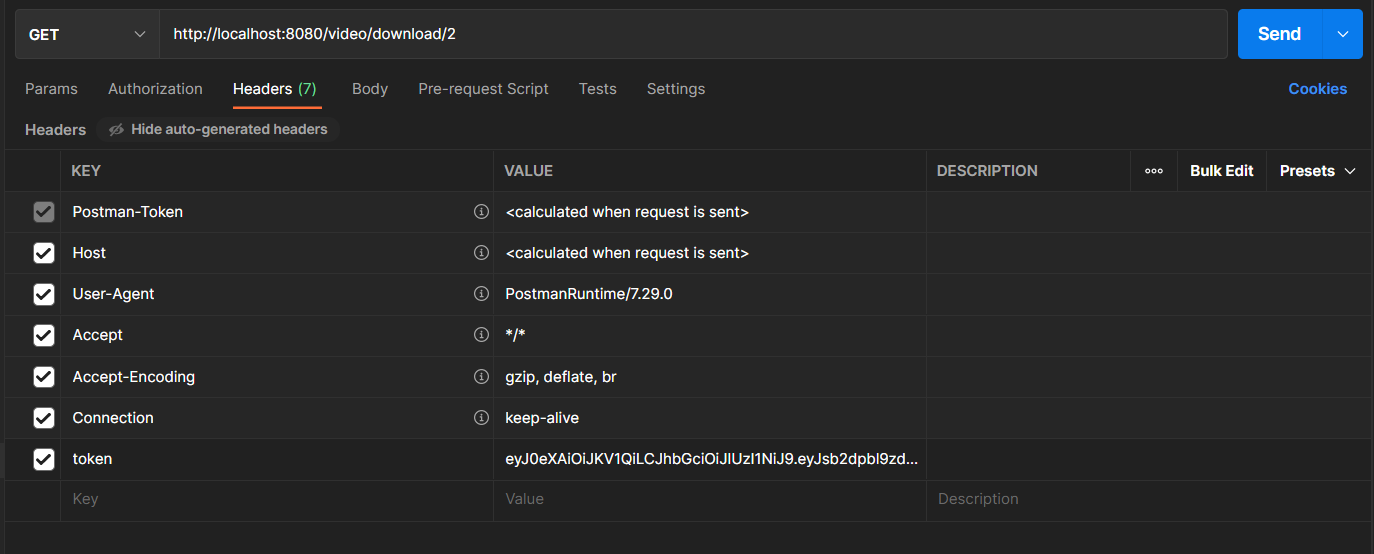 GET http://localhost:8080/video/download/2 Send
Params Authorization Headers (7) Body Pre-request Script Tests Settings Cookies
Headers Hide auto-generated headers
KEY VALUE DESCRIPTION Bulk Edit Presets
Postman-Token <calculated when request is sent>
Host <calculated when request is sent>
User-Agent PostmanRuntime/7.29.0
Accept */*
Accept-Encoding gzip, deflate, br
Connection keep-alive
token eyJ0eXAiOiJKV1QiLCJhbGciOiJIUzI1NiJ9.eyJsb2dpbl9zd...
Key Value Description